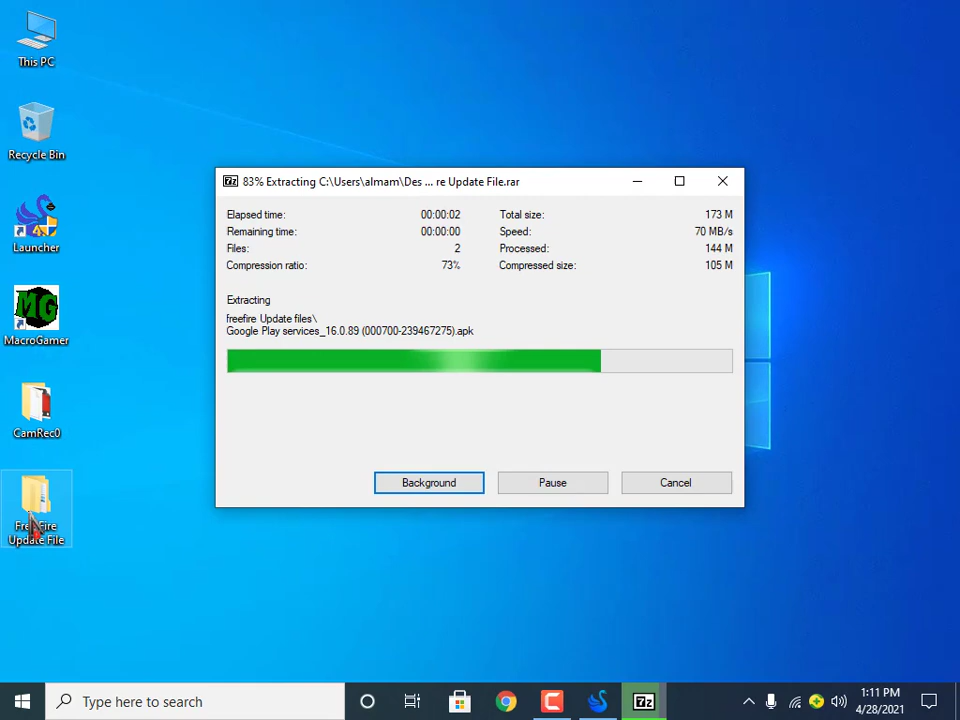 This PC
Recycle Bin
Launcher
MG
MacroGamer
CamRec0
Free Fire
Update File
7z 83% Extracting C:\Users\almam\Des ... re Update File.rar
Elapsed time: 00:00:02 Total size: 173 M
Remaining time: 00:00:00 Speed: 70 MB/s
Files: 2 Processed: 144 M
Compression ratio: 73% Compressed size: 105 M
Extracting
freefire Update files\
Google Play services_16.0.89 (000700-239467275).apk
Background Pause Cancel
Type here to search
7z
1:11 PM
4/28/2021